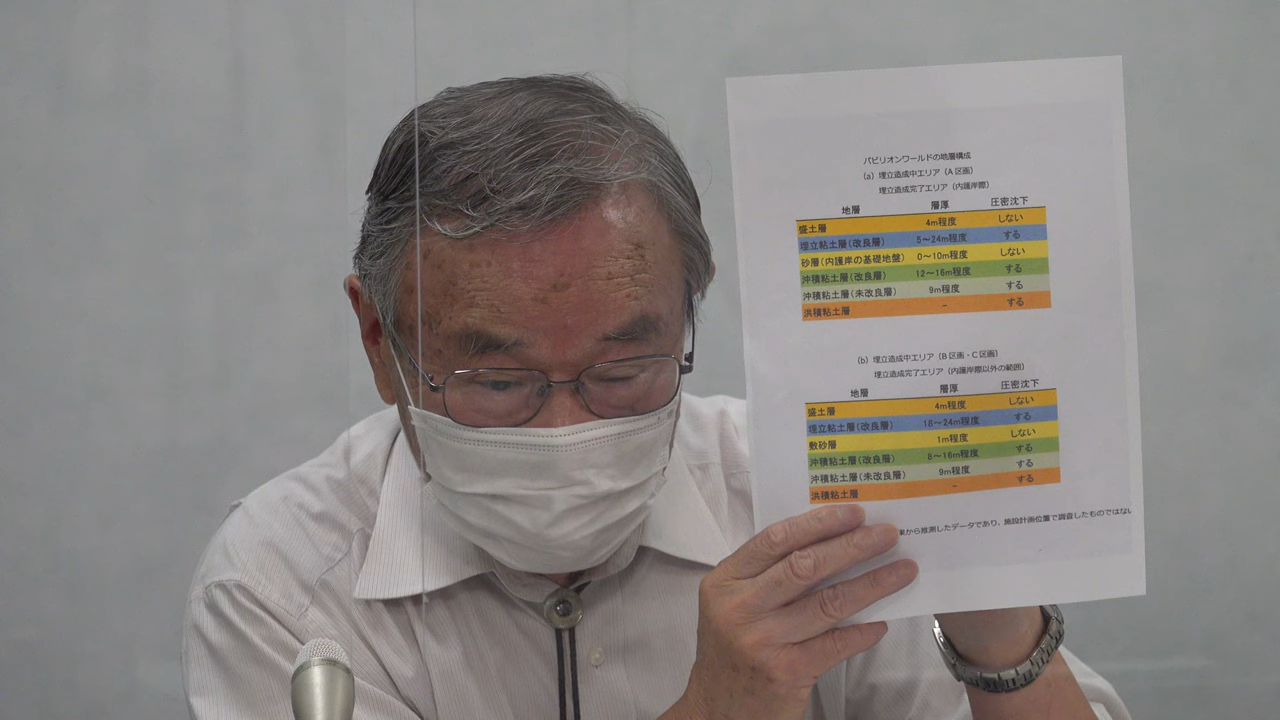 パビリオンワールドの地層構成
(a) 埋立造成中エリア(A区画)
埋立造成完了エリア(内護岸際)
地層 層厚 圧密沈下
盛土層 4m程度 しない
埋立粘土層(改良層) 5～24m程度 する
砂層(内護岸の基礎地盤) 0～10m程度 しない
沖積粘土層(改良層) 12～16m程度 する
沖積粘土層(未改良層) 9m程度 する
洪積粘土層 - する
(b) 埋立造成中エリア(B区画・C区画)
埋立造成完了エリア(内護岸際以外の範囲)
地層 層厚 圧密沈下
盛土層 4m程度 しない
埋立粘土層(改良層) 18～24m程度 する
敷砂層 1m程度 しない
沖積粘土層(改良層) 8～16m程度 する
沖積粘土層(未改良層) 9m程度 する
洪積粘土層 - する
から推測したデータであり、施設計画位置で調査したものではない